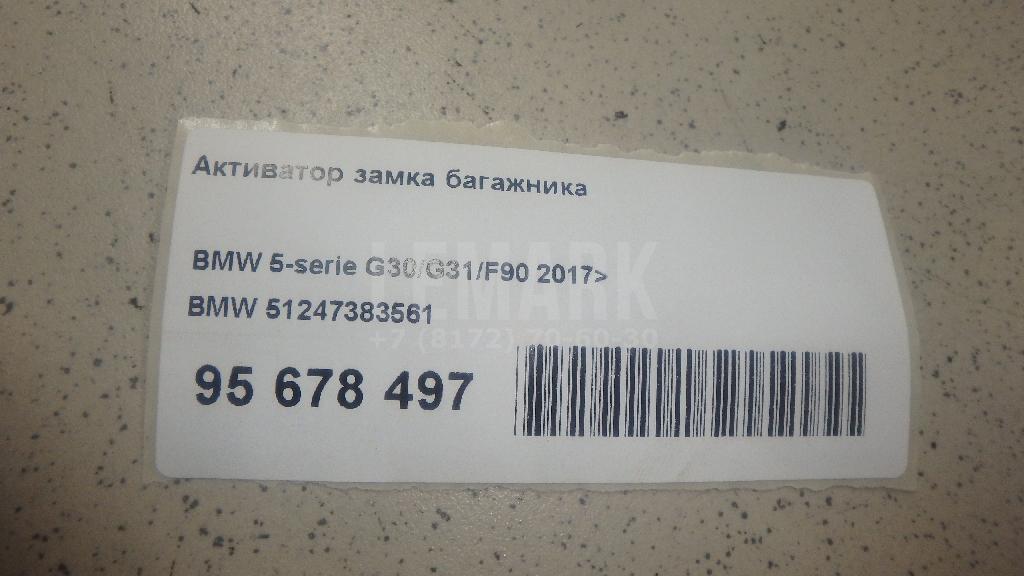 Активатор замка багажника
BMW 5-serie G30/G31/F90 2017>
BMW 51247383561
95 678 497
LEMARK
+7 (8172) 70-60-30